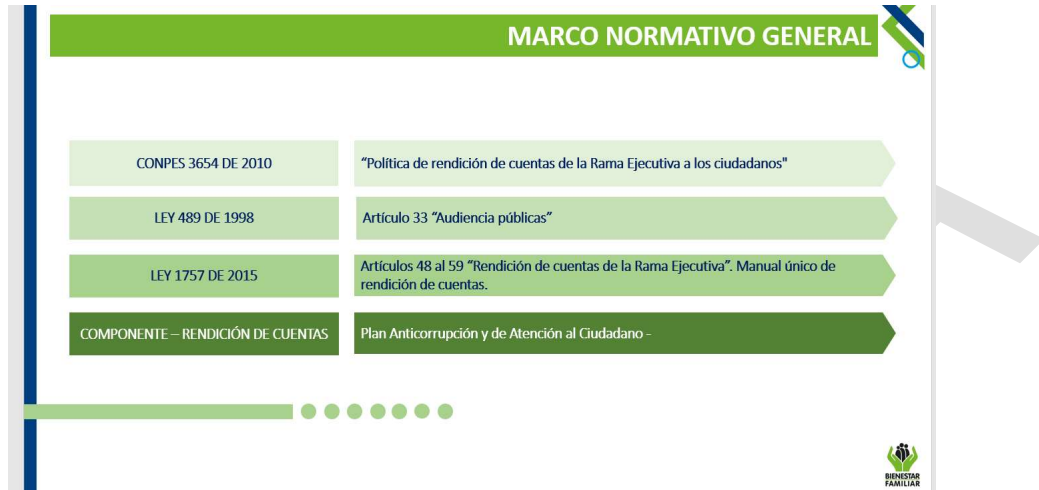 MARCO NORMATIVO GENERAL
CONPES 3654 DE 2010
“Política de rendición de cuentas de la Rama Ejecutiva a los ciudadanos"
LEY 489 DE 1998
Artículo 33 “Audiencia públicas”
LEY 1757 DE 2015
Artículos 48 al 59 “Rendición de cuentas de la Rama Ejecutiva”. Manual único de
rendición de cuentas.
COMPONENTE – RENDICIÓN DE CUENTAS
Plan Anticorrupción y de Atención al Ciudadano -
BIENESTAR
FAMILIAR